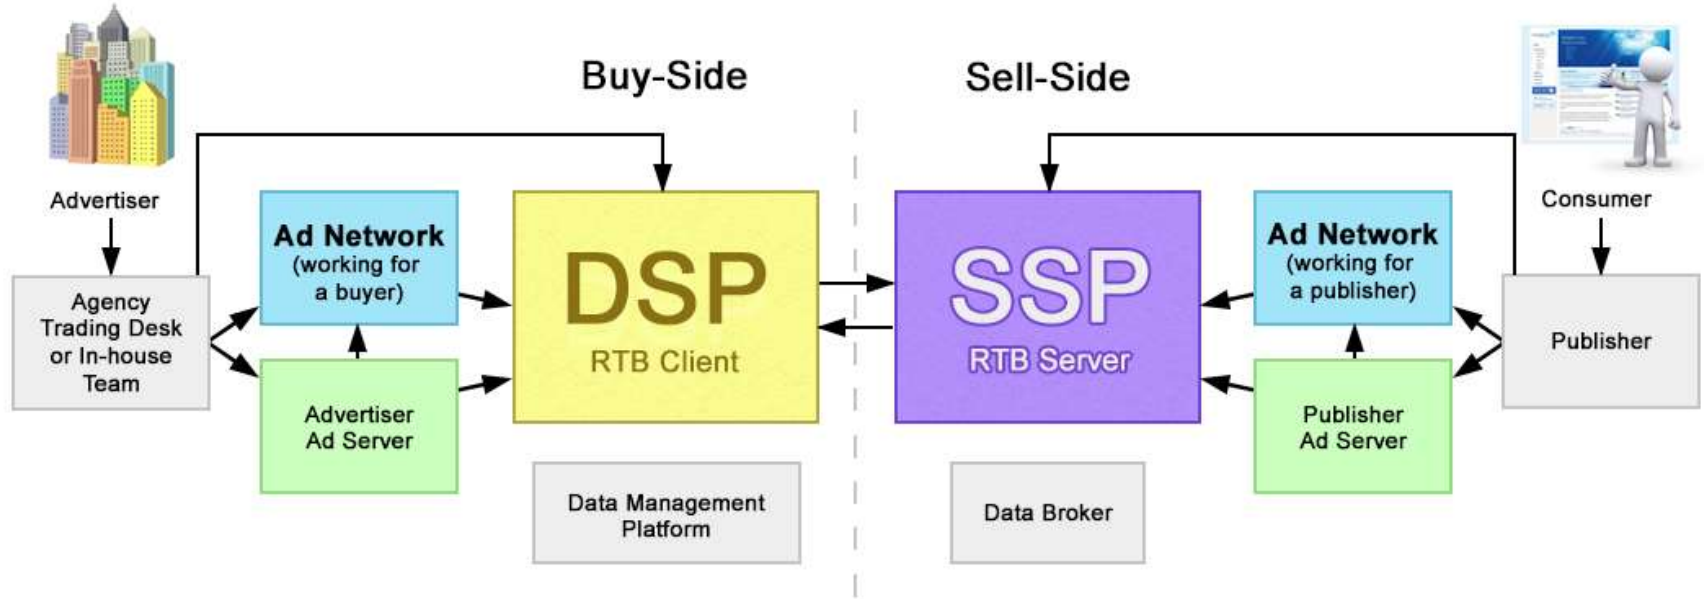 Buy-Side
Sell-Side
Advertiser
Consumer
Agency
Trading Desk
or In-house
Team
Ad Network
(working for
a buyer)
Advertiser
Ad Server
DSP
RTB Client
Data Management
Platform
SSP
RTB Server
Data Broker
Ad Network
(working for
a publisher)
Publisher
Ad Server
Publisher